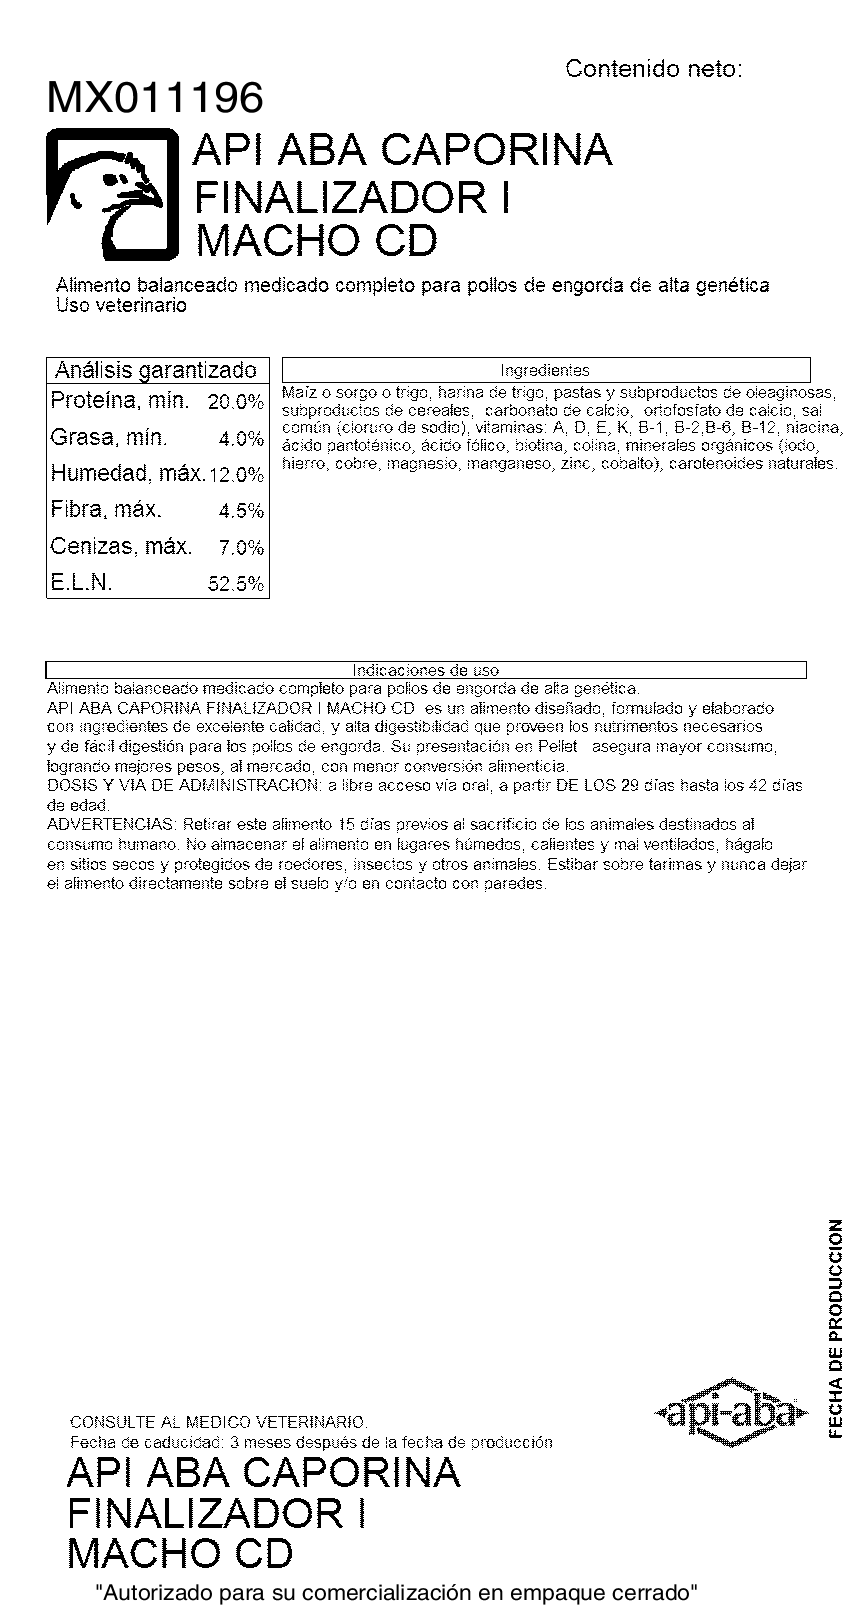 Contenido neto:
MX011196
API ABA CAPORINA
FINALIZADOR I
MACHO CD
Alimento balanceado medicado completo para pollos de engorda de alta genética
Uso veterinario
Análisis garantizado
Proteína, mín. 20.0%
Grasa, mín. 4.0%
Humedad, máx. 12.0%
Fibra, máx. 4.5%
Cenizas, máx. 7.0%
E.L.N. 52.5%
Ingredientes
Maíz o sorgo o trigo, harina de trigo, pastas y subproductos de oleaginosas,
subproductos de cereales, carbonato de calcio, ortofosfato de calcio, sal
común (cloruro de sodio), vitaminas: A, D, E, K, B-1, B-2,B-6, B-12, niacina,
ácido pantoténico, ácido fólico, biotina, colina, minerales orgánicos (iodo,
hierro, cobre, magnesio, manganeso, zinc, cobalto), carotenoides naturales.
Indicaciones de uso
Alimento balanceado medicado completo para pollos de engorda de alta genética.
API ABA CAPORINA FINALIZADOR I MACHO CD es un alimento diseñado, formulado y elaborado
con ingredientes de excelente calidad, y alta digestibilidad que proveen los nutrimentos necesarios
y de fácil digestión para los pollos de engorda. Su presentación en Pellet asegura mayor consumo,
logrando mejores pesos, al mercado, con menor conversión alimenticia.
DOSIS Y VIA DE ADMINISTRACION: a libre acceso vía oral, a partir DE LOS 29 días hasta los 42 días
de edad.
ADVERTENCIAS: Retirar este alimento 15 días previos al sacrificio de los animales destinados al
consumo humano. No almacenar el alimento en lugares húmedos, calientes y mal ventilados, hágalo
en sitios secos y protegidos de roedores, insectos y otros animales. Estibar sobre tarimas y nunca dejar
el alimento directamente sobre el suelo y/o en contacto con paredes.
FECHA DE PRODUCCION
api-aba
CONSULTE AL MEDICO VETERINARIO.
Fecha de caducidad: 3 meses después de la fecha de producción
API ABA CAPORINA
FINALIZADOR I
MACHO CD
"Autorizado para su comercialización en empaque cerrado"